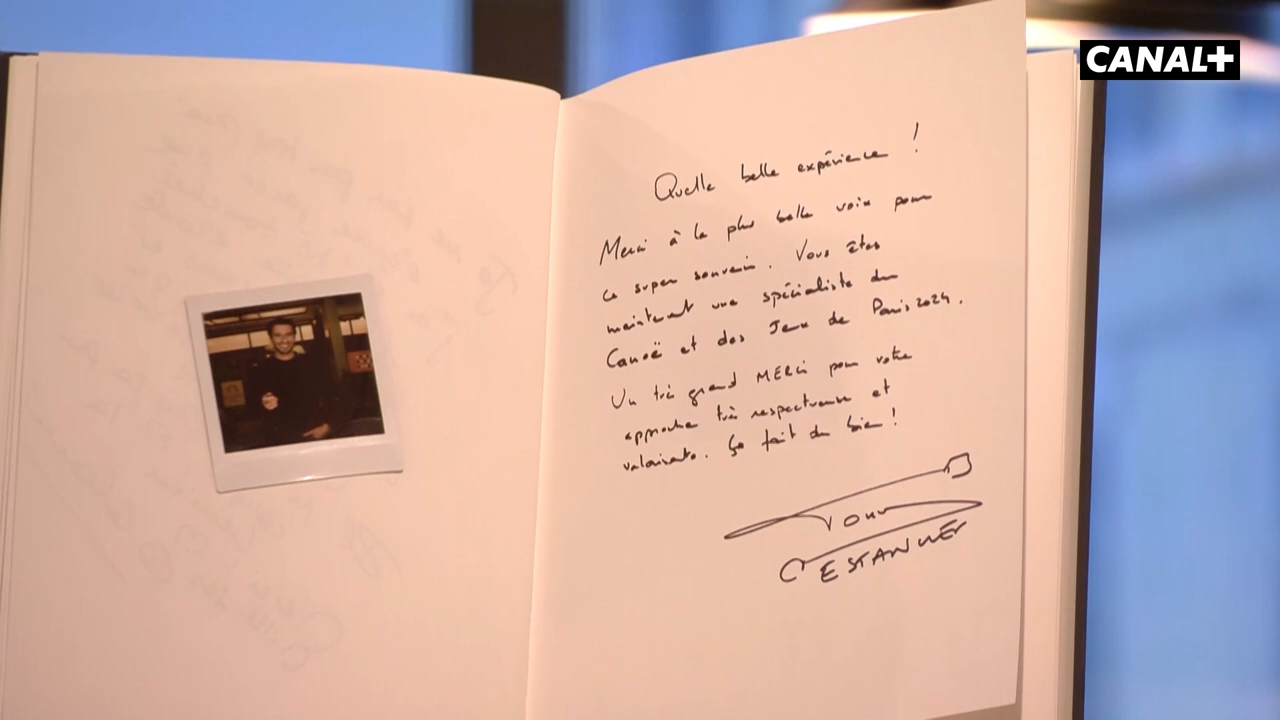 CANAL+
Quelle belle expérience !
Merci à la plus belle voix pour
ce super souvenir. Vous êtes
maintenant une spécialiste du
Canoë et des Jeux de Paris 2024.
Un très grand MERCI pour votre
approche très respectueuse et
valorisante. ça fait du bien !
TONY
ESTANGUET